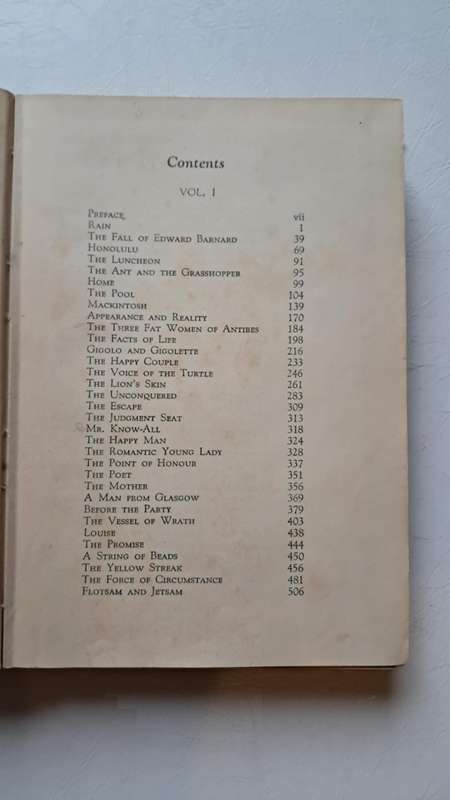 Contents
VOL. I
Preface vii
Rain 1
The Fall of Edward Barnard 39
Honolulu 69
The Luncheon 91
The Ant and the Grasshopper 95
Home 99
The Pool 104
Mackintosh 139
Appearance and Reality 170
The Three Fat Women of Antibes 184
The Facts of Life 198
Gigolo and Gigolette 216
The Happy Couple 233
The Voice of the Turtle 246
The Lion's Skin 261
The Unconquered 283
The Escape 309
The Judgment Seat 313
Mr. Know-All 318
The Happy Man 324
The Romantic Young Lady 328
The Point of Honour 337
The Poet 351
The Mother 356
A Man from Glasgow 369
Before the Party 379
The Vessel of Wrath 403
Louise 438
The Promise 444
A String of Beads 450
The Yellow Streak 456
The Force of Circumstance 481
Flotsam and Jetsam 506